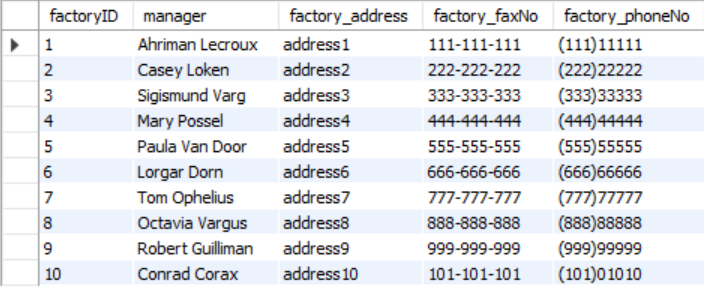 factoryID manager factory_address factory_faxNo factory_phoneNo
1 Ahriman Lecroux address1 111-111-111 (111)11111
2 Casey Loken address2 222-222-222 (222)22222
3 Sigismund Varg address3 333-333-333 (333)33333
4 Mary Possel address4 444-444-444 (444)44444
5 Paula Van Door address5 555-555-555 (555)55555
6 Lorgar Dorn address6 666-666-666 (666)66666
7 Tom Ophelius address7 777-777-777 (777)77777
8 Octavia Vargus address8 888-888-888 (888)88888
9 Robert Guilliman address9 999-999-999 (999)99999
10 Conrad Corax address10 101-101-101 (101)01010